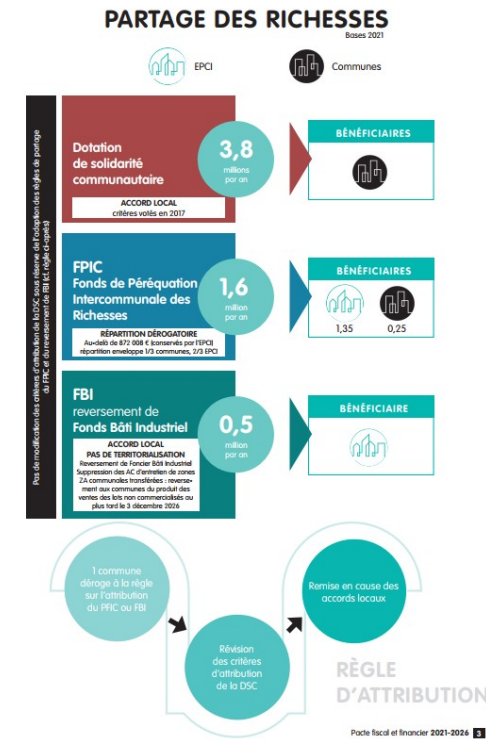 PARTAGE DES RICHESSES
Bases 2021
EPCI
Communes
Pas de modification des critères d'attribution de la DSC sous réserve de l'adoption des règles de partage
du FPIC et du reversement de FBI (cf. règle ci-après)
Dotation
de solidarité
communautaire
ACCORD LOCAL
critères votés en 2017
3,8
millions
par an
BÉNÉFICIAIRES
FPIC
Fonds de Péréquation
Intercommunale des
Richesses
RÉPARTITION DÉROGATOIRE
Au-delà de 872 008 € (conservés par l'EPCI)
répartition enveloppe 1/3 communes, 2/3 EPCI
1,6
million
par an
BÉNÉFICIAIRES
1,35
0,25
FBI
reversement de
Fonds Bâti Industriel
ACCORD LOCAL
PAS DE TERRITORIALISATION
Reversement de Foncier Bâti Industriel
Suppression des AC d'entretien de zones
ZA communales transférées : reverse-
ment aux communes du produit des
ventes des lots non commercialisés au
plus tard le 3 décembre 2026
0,5
million
par an
BÉNÉFICIAIRE
1 commune
déroge à la règle
sur l'attribution
du PFIC ou FBI
Révision
des critères
d'attribution
de la DSC
Remise en cause des
accords locaux
RÈGLE
D'ATTRIBUTION
Pacte fiscal et financier 2021-2026 3